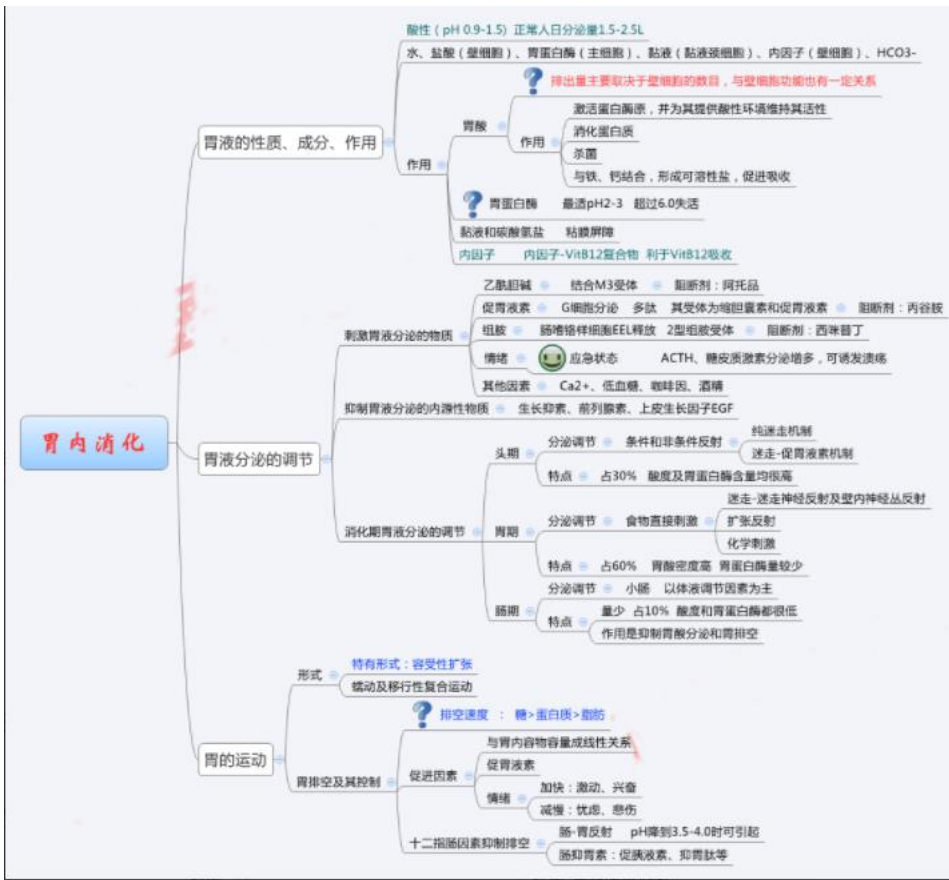 胃内消化
胃液的性质、成分、作用
酸性（pH 0.9-1.5) 正常人日分泌量1.5-2.5L
水、盐酸（壁细胞）、胃蛋白酶（主细胞）、黏液（黏液颈细胞）、内因子（壁细胞）、HCO3-
作用
胃酸
排出量主要取决于壁细胞的数目，与壁细胞功能也有一定关系
作用
激活蛋白酶原，并为其提供酸性环境维持其活性
消化蛋白质
杀菌
与铁、钙结合，形成可溶性盐，促进吸收
胃蛋白酶 最适pH2-3 超过6.0失活
黏液和碳酸氢盐 粘膜屏障
内因子 内因子-VitB12复合物 利于VitB12吸收
胃液分泌的调节
刺激胃液分泌的物质
乙酰胆碱 结合M3受体 阻断剂：阿托品
促胃液素 G细胞分泌 多肽 其受体为缩胆囊素和促胃液素 阻断剂：丙谷胺
组胺 肠嗜铬样细胞EEL释放 2型组胺受体 阻断剂：西咪替丁
情绪 应急状态 ACTH、糖皮质激素分泌增多，可诱发溃疡
其他因素 Ca2+、低血糖、咖啡因、酒精
抑制胃液分泌的内源性物质 生长抑素、前列腺素、上皮生长因子EGF
消化期胃液分泌的调节
头期
分泌调节 条件和非条件反射
纯迷走机制
迷走-促胃液素机制
特点 占30% 酸度及胃蛋白酶含量均很高
胃期
分泌调节 食物直接刺激
迷走-迷走神经反射及壁内神经丛反射
扩张反射
化学刺激
特点 占60% 胃酸密度高 胃蛋白酶量较少
肠期
分泌调节 小肠 以体液调节因素为主
特点
量少 占10% 酸度和胃蛋白酶都很低
作用是抑制胃酸分泌和胃排空
胃的运动
形式
特有形式：容受性扩张
蠕动及移行性复合运动
胃排空及其控制
排空速度 ： 糖>蛋白质>脂肪
促进因素
与胃内容物容量成线性关系
促胃液素
情绪
加快：激动、兴奋
减慢：忧虑、悲伤
十二指肠因素抑制排空
肠-胃反射 pH降到3.5-4.0时可引起
肠抑胃素：促胰液素、抑胃肽等